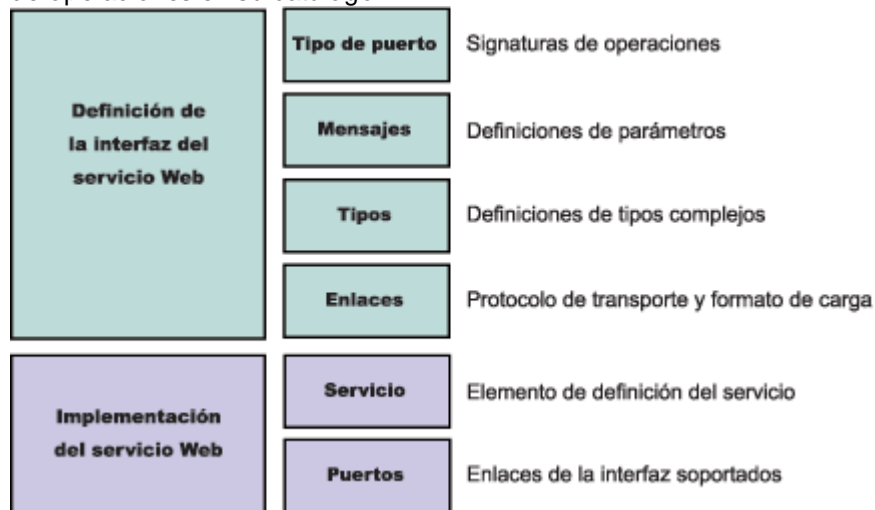 Tipo de puerto
Signaturas de operaciones
Definición de
la interfaz del
servicio Web
Mensajes
Definiciones de parámetros
Tipos
Definiciones de tipos complejos
Enlaces
Protocolo de transporte y formato de carga
Implementación
del servicio Web
Servicio
Elemento de definición del servicio
Puertos
Enlaces de la interfaz soportados